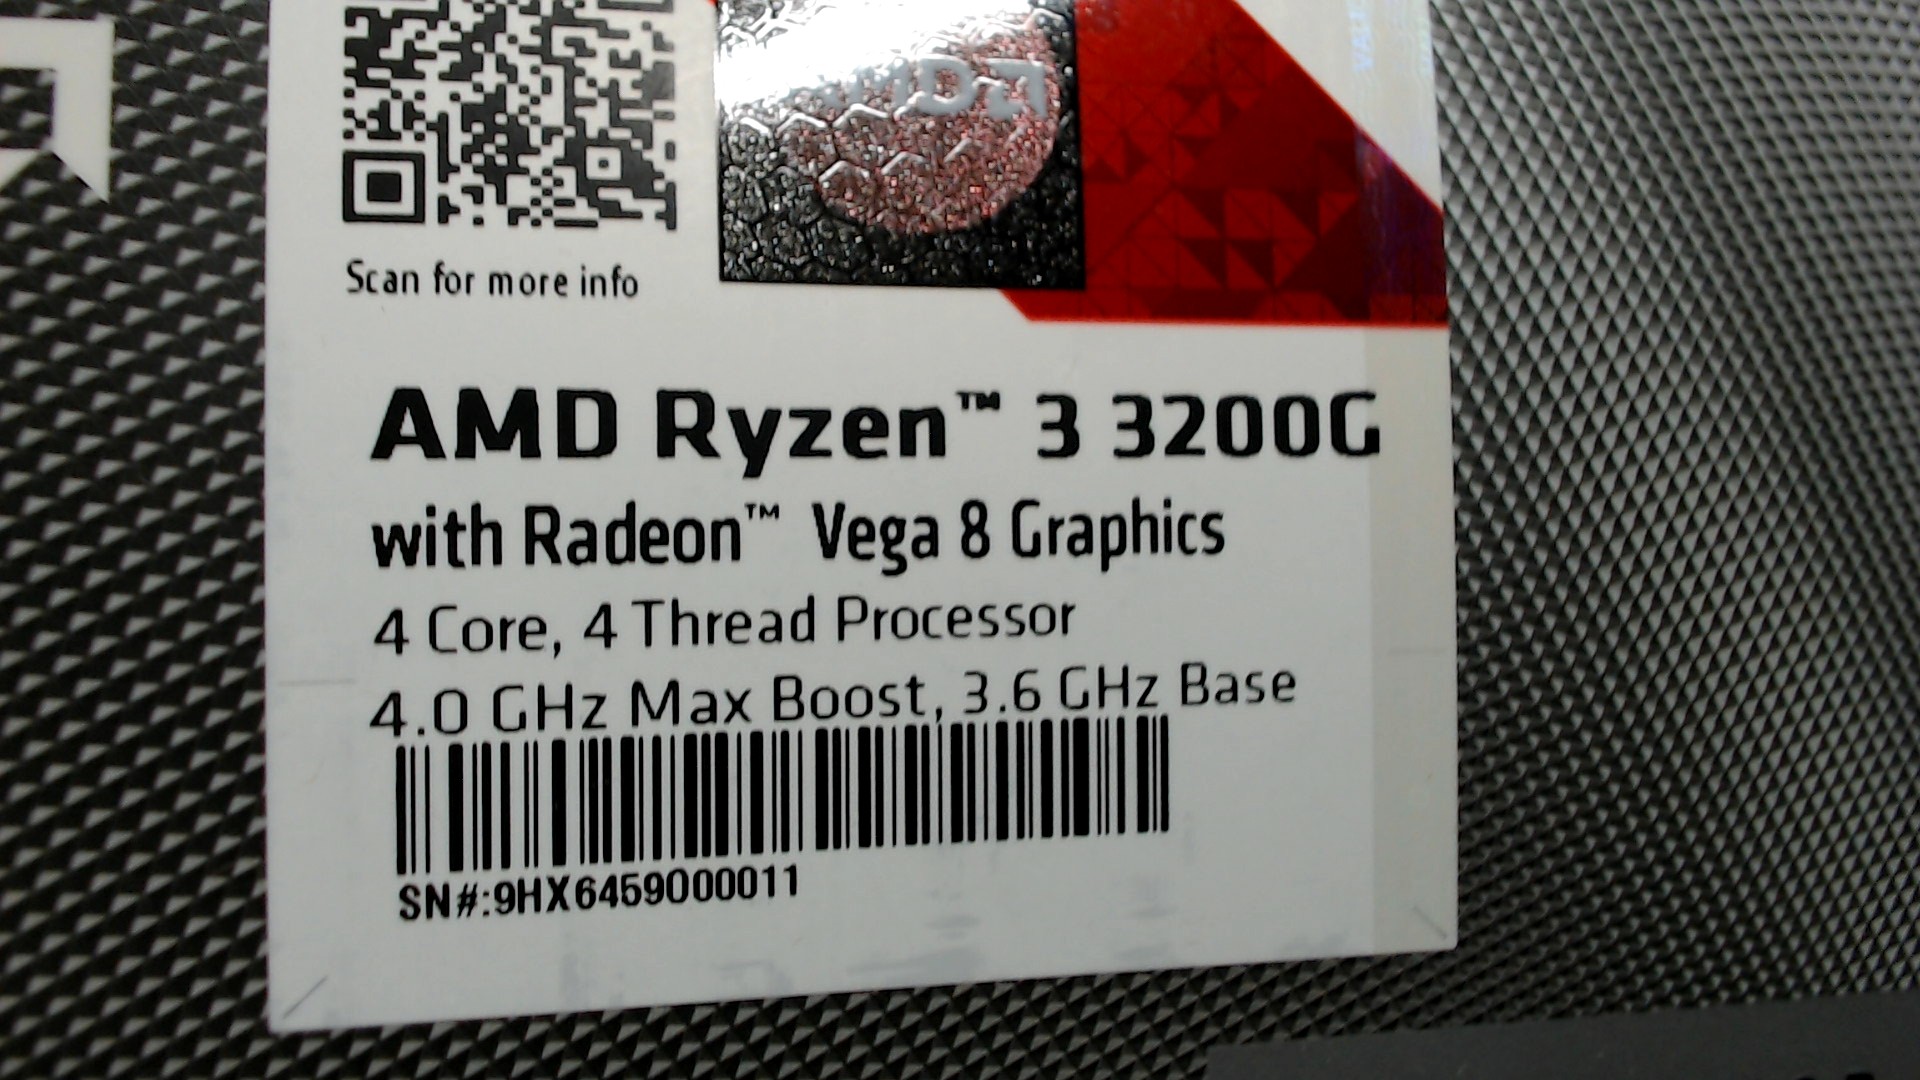 AMD
Scan for more info
AMD Ryzen™ 3 3200G
with Radeon™ Vega 8 Graphics
4 Core, 4 Thread Processor
4.0 GHz Max Boost, 3.6 GHz Base
SN#:9HX6459000011